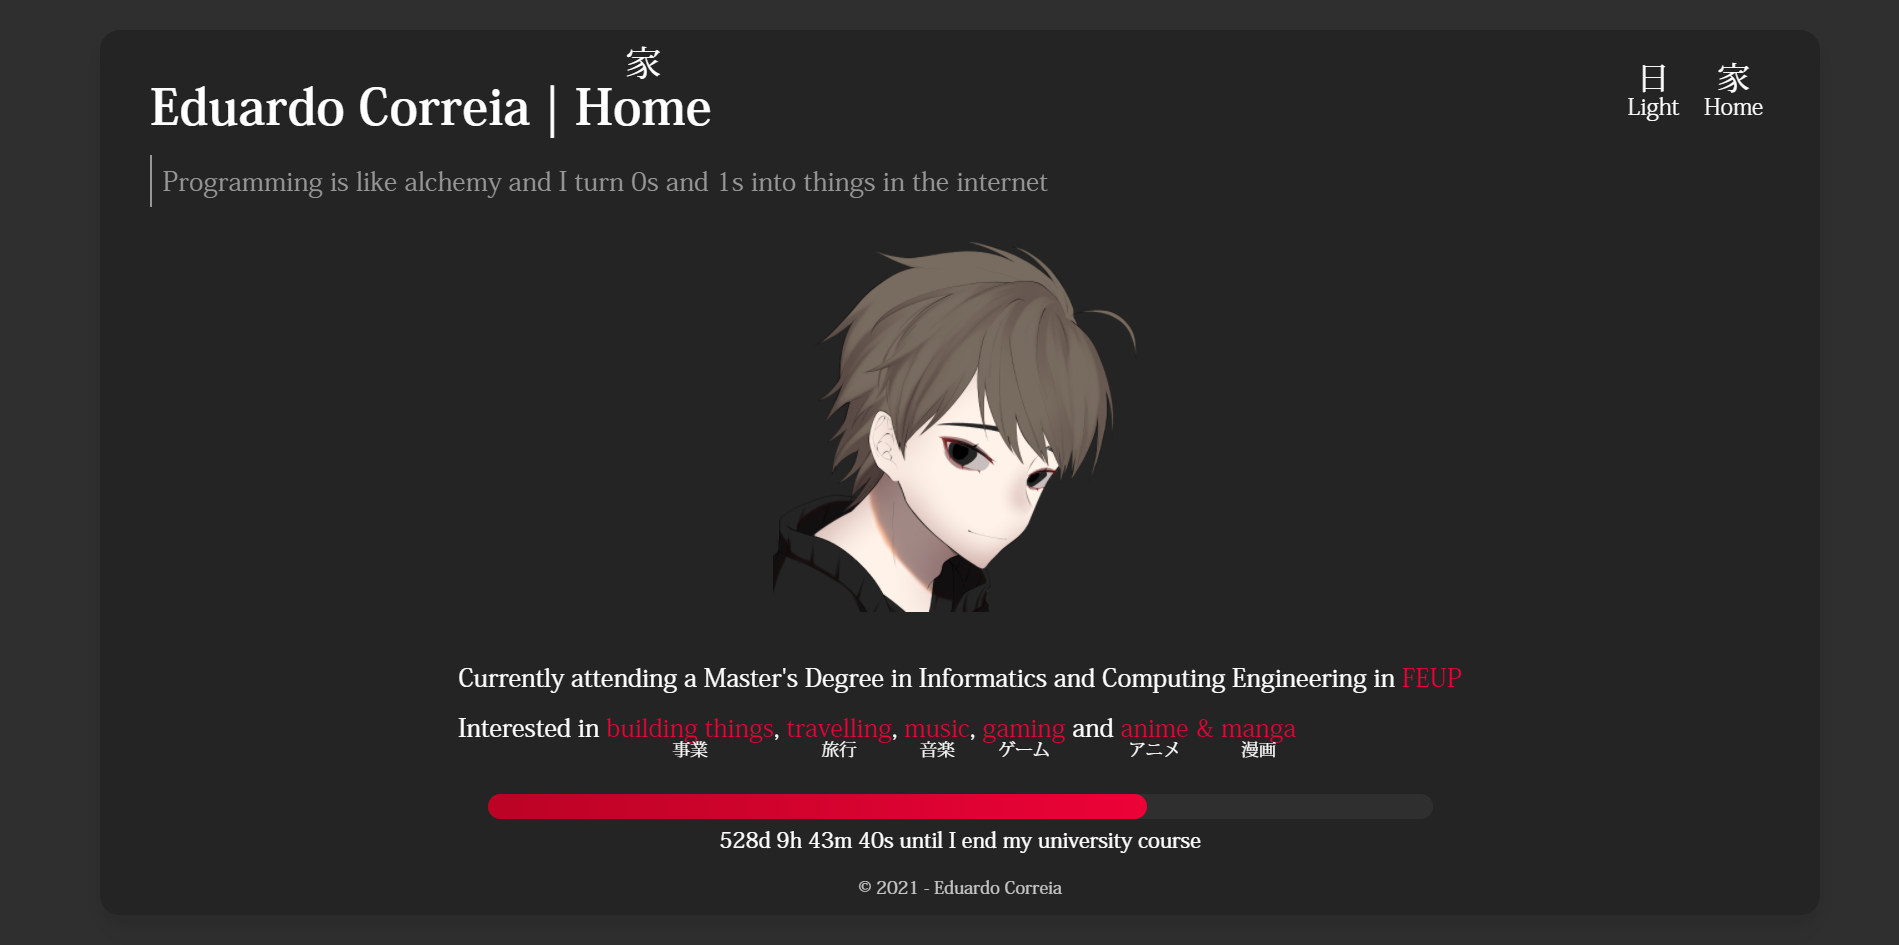 家
Eduardo Correia | Home
日 家
Light Home
Programming is like alchemy and I turn 0s and 1s into things in the internet
Currently attending a Master's Degree in Informatics and Computing Engineering in FEUP
Interested in building things, travelling, music, gaming and anime & manga
事業 旅行 音楽 ゲーム アニメ 漫画
528d 9h 43m 40s until I end my university course
© 2021 - Eduardo Correia